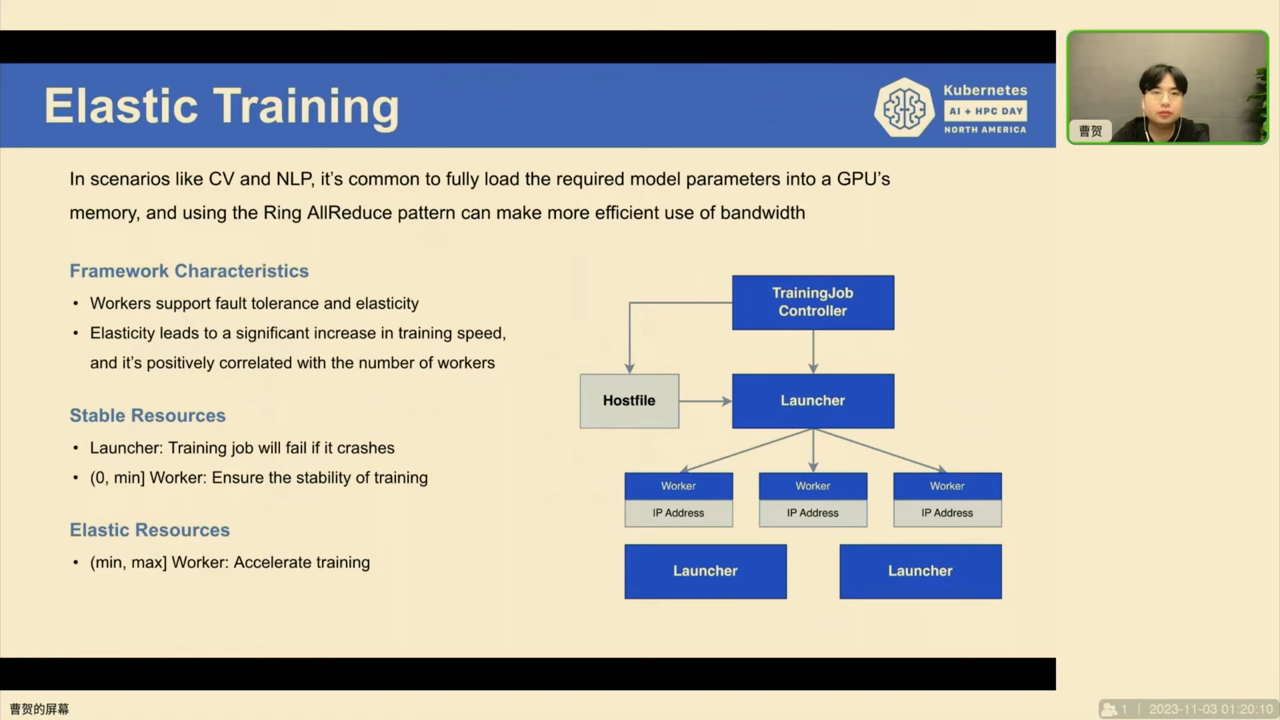 Elastic Training
Kubernetes
AI + HPC DAY
NORTH AMERICA
曹贺
In scenarios like CV and NLP, it’s common to fully load the required model parameters into a GPU’s
memory, and using the Ring AllReduce pattern can make more efficient use of bandwidth
Framework Characteristics
• Workers support fault tolerance and elasticity
• Elasticity leads to a significant increase in training speed,
and it’s positively correlated with the number of workers
Stable Resources
• Launcher: Training job will fail if it crashes
• (0, min] Worker: Ensure the stability of training
Elastic Resources
• (min, max] Worker: Accelerate training
TrainingJob
Controller
Hostfile
Launcher
Worker
IP Address
Worker
IP Address
Worker
IP Address
Launcher
Launcher
曹贺的屏幕
1 | 2023-11-03 01:20:10